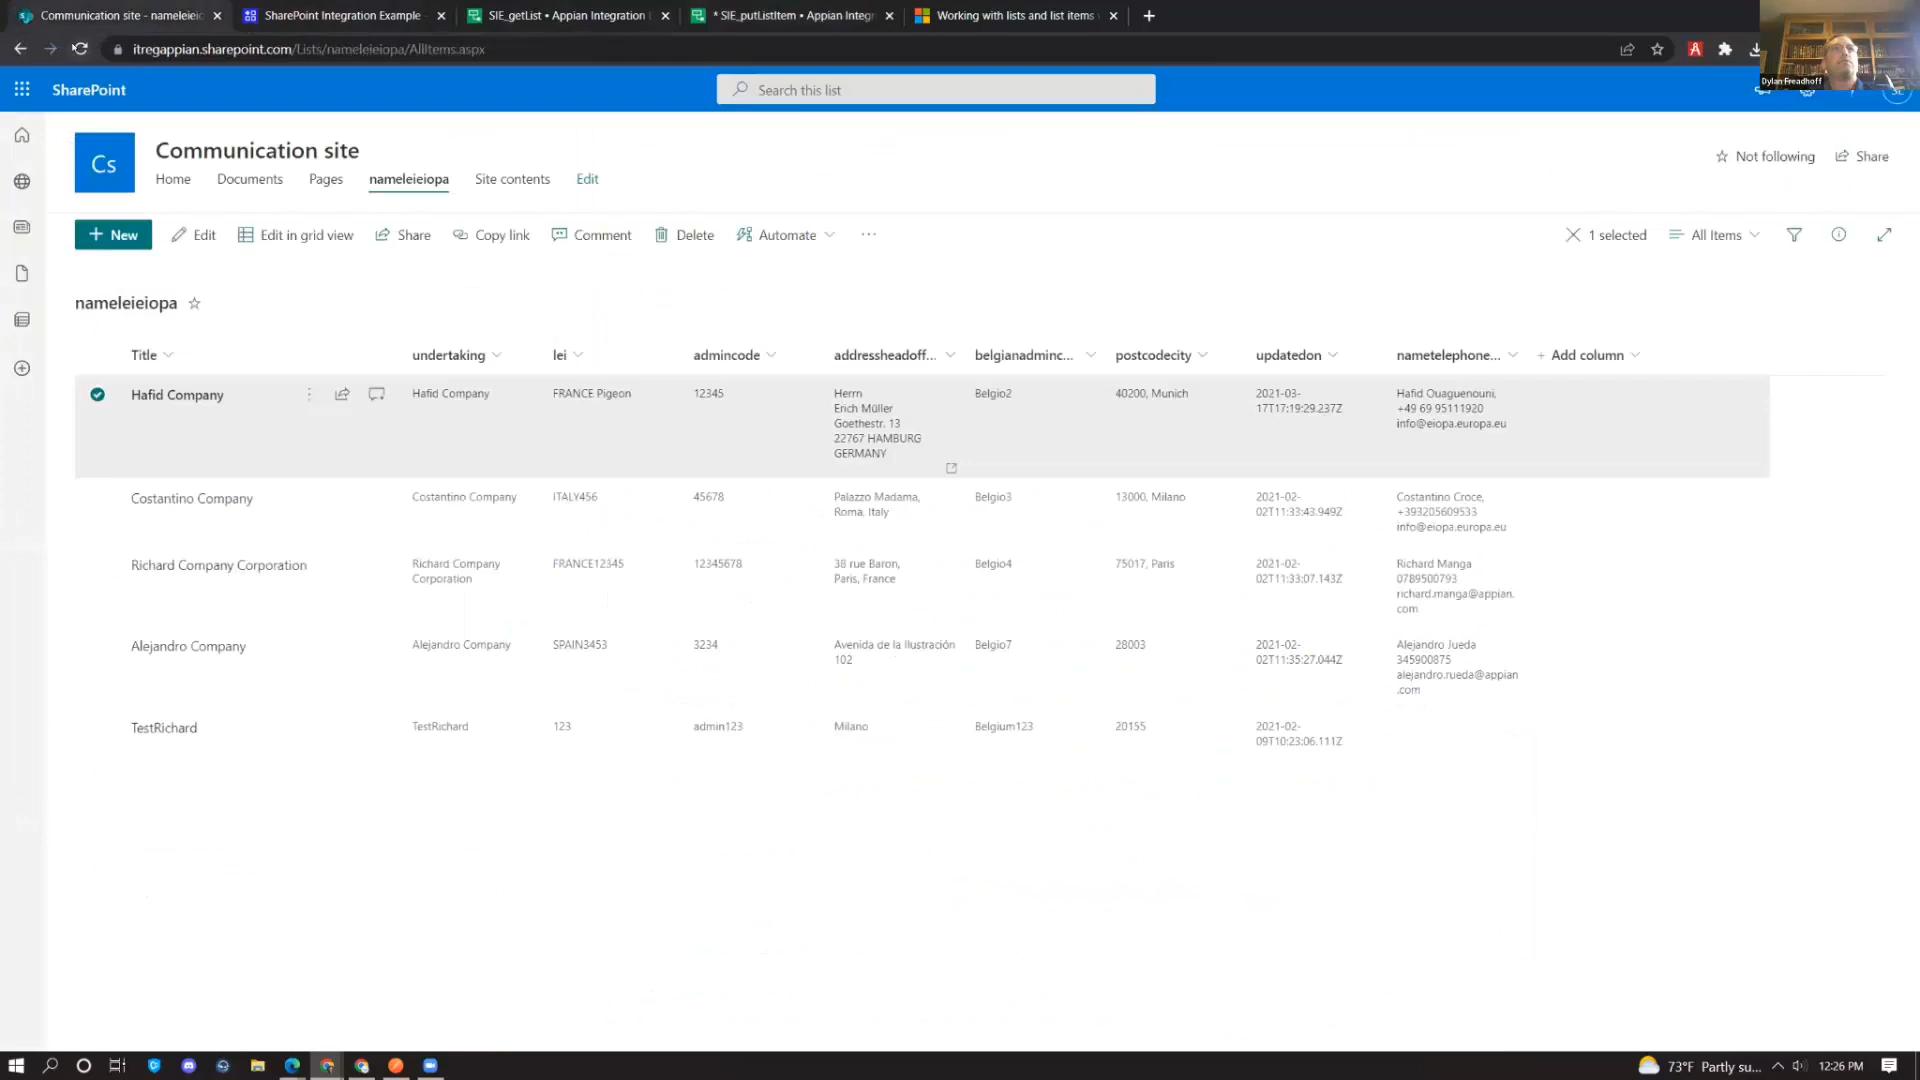 Communication site - nameleieic
SharePoint Integration Example -
SIE_getList • Appian Integration
* SIE_putListItem • Appian Integr
Working with lists and list items
itregappian.sharepoint.com/Lists/nameleieiopa/AllItems.aspx
Dylan Freadhoff
SharePoint
Search this list
Cs
Communication site
Home Documents Pages nameleieiopa Site contents Edit
Not following Share
New Edit Edit in grid view Share Copy link Comment Delete Automate ···
1 selected All Items
nameleieiopa
Title undertaking lei admincode addressheadoff... belgianadminc... postcodecity updatedon nametelephone... + Add column
Hafid Company
Hafid Company
FRANCE Pigeon
12345
Herrn
Erich Müller
Goethestr. 13
22767 HAMBURG
GERMANY
Belgio2
40200, Munich
2021-03-
17T17:19:29.237Z
Hafid Ouaguenouni,
+49 69 95111920
info@eiopa.europa.eu
Costantino Company
Costantino Company
ITALY456
45678
Palazzo Madama,
Roma, Italy
Belgio3
13000, Milano
2021-02-
02T11:33:43.949Z
Costantino Croce,
+393205609533
info@eiopa.europa.eu
Richard Company Corporation
Richard Company
Corporation
FRANCE12345
12345678
38 rue Baron,
Paris, France
Belgio4
75017, Paris
2021-02-
02T11:33:07.143Z
Richard Manga
0789500793
richard.manga@appian.
com
Alejandro Company
Alejandro Company
SPAIN3453
3234
Avenida de la Ilustración
102
Belgio7
28003
2021-02-
02T11:35:27.044Z
Alejandro Jueda
345900875
alejandro.rueda@appian
.com
TestRichard
TestRichard
123
admin123
Milano
Belgium123
20155
2021-02-
09T10:23:06.111Z
73°F Partly su...
12:26 PM